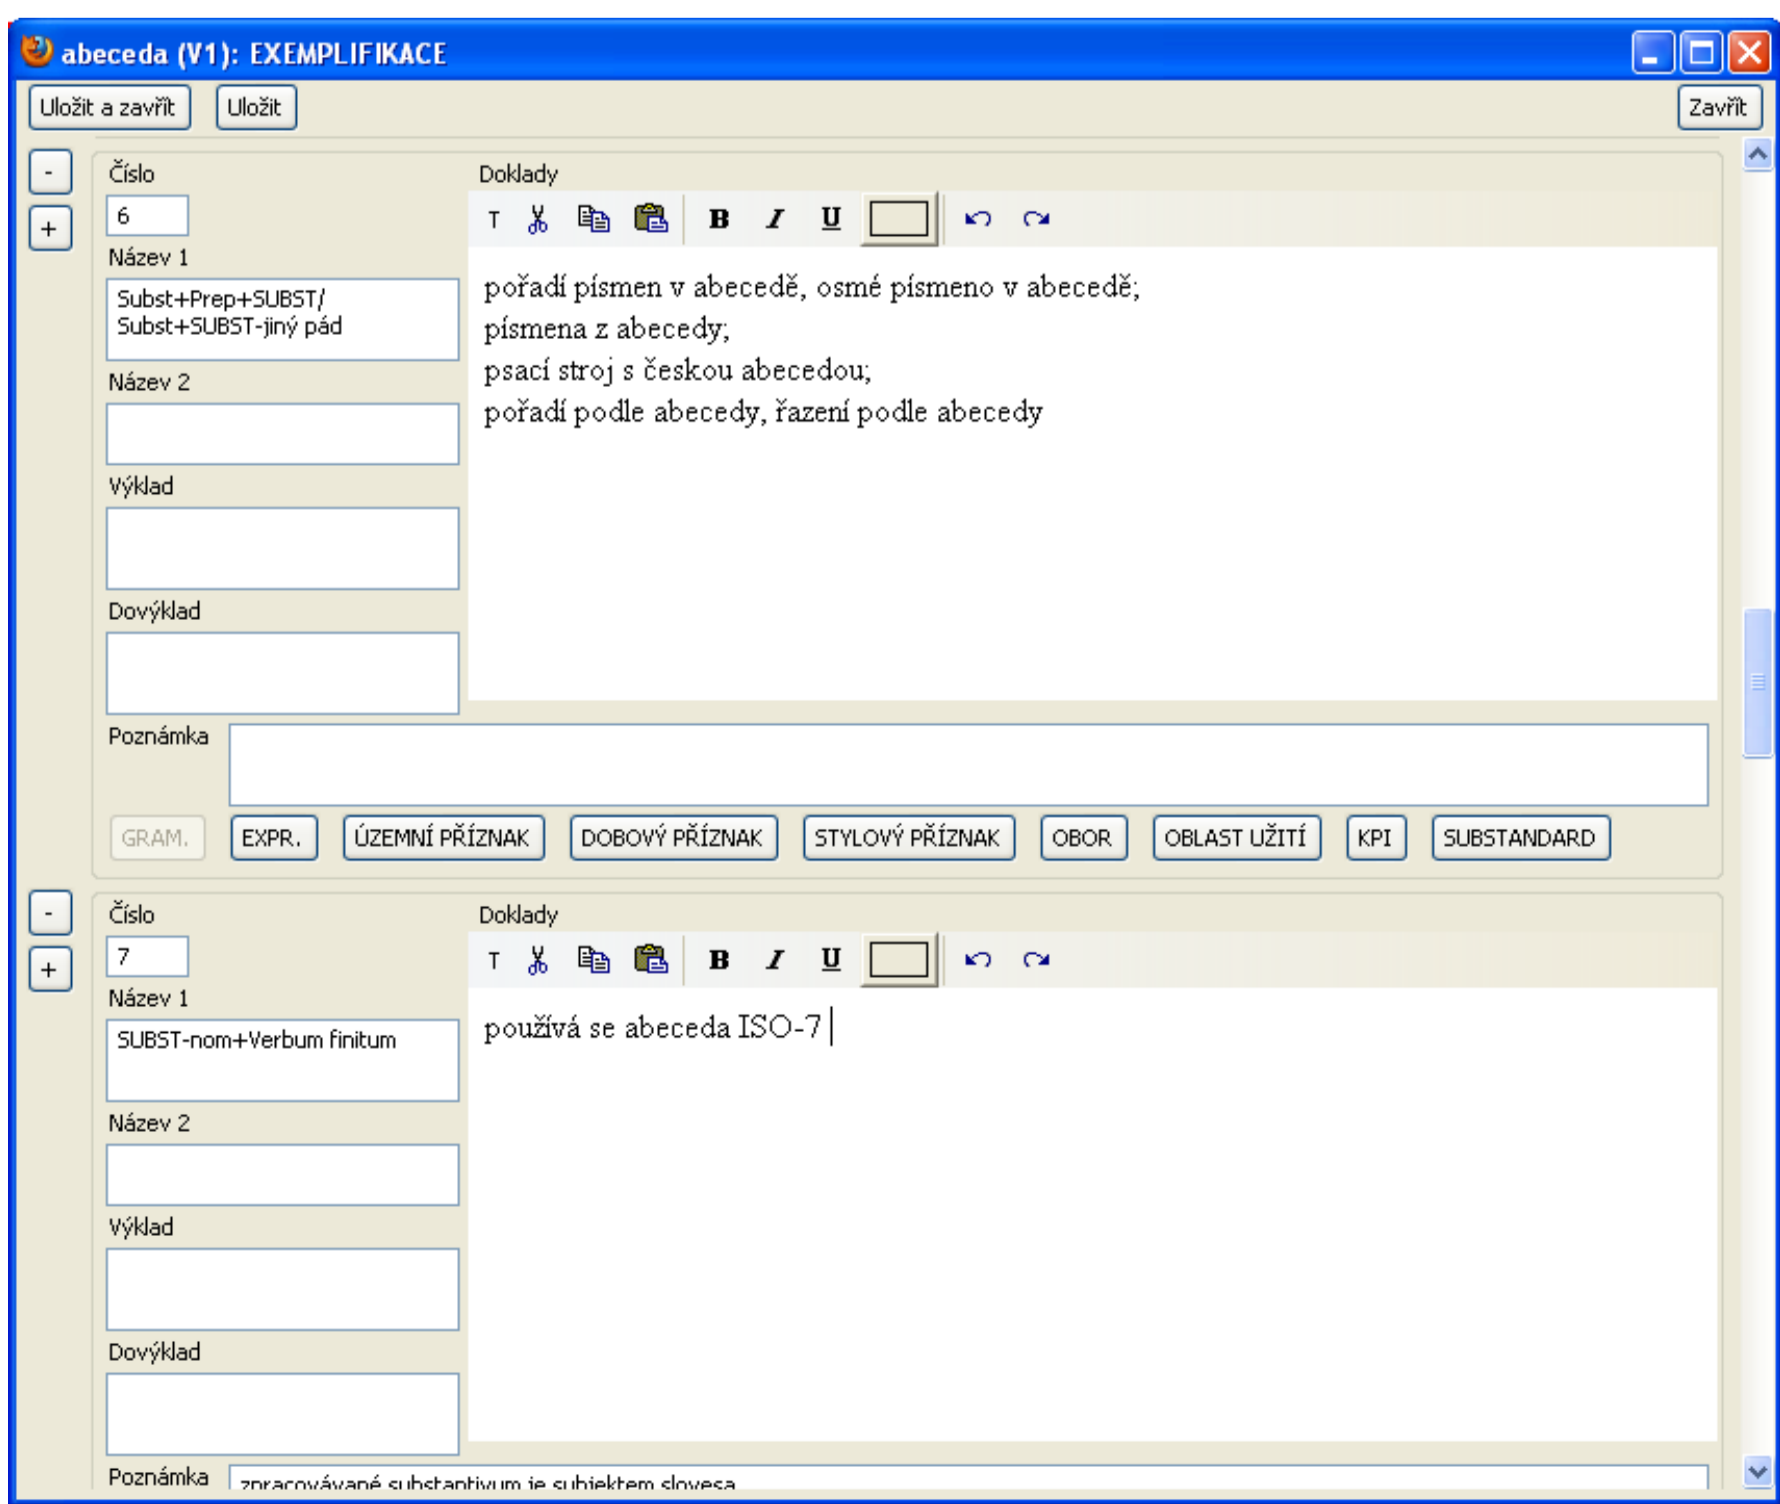 abeceda (V1): EXEMPLIFIKACE
Uložit a zavřít Uložit Zavřít
- Číslo Doklady
+ 6 T B I U
Název 1
Subst+Prep+SUBST/
Subst+SUBST-jiný pád
pořadí písmen v abecedě, osmé písmeno v abecedě;
písmena z abecedy;
psací stroj s českou abecedou;
pořadí podle abecedy, řazení podle abecedy
Název 2
Výklad
Dovýklad
Poznámka
GRAM. EXPR. ÚZEMNÍ PŘÍZNAK DOBOVÝ PŘÍZNAK STYLOVÝ PŘÍZNAK OBOR OBLAST UŽITÍ KPI SUBSTANDARD
- Číslo Doklady
+ 7 T B I U
Název 1
SUBST-nom+Verbum finitum
používá se abeceda ISO-7
Název 2
Výklad
Dovýklad
Poznámka zpracovávané substantivum je subjektem slovesa